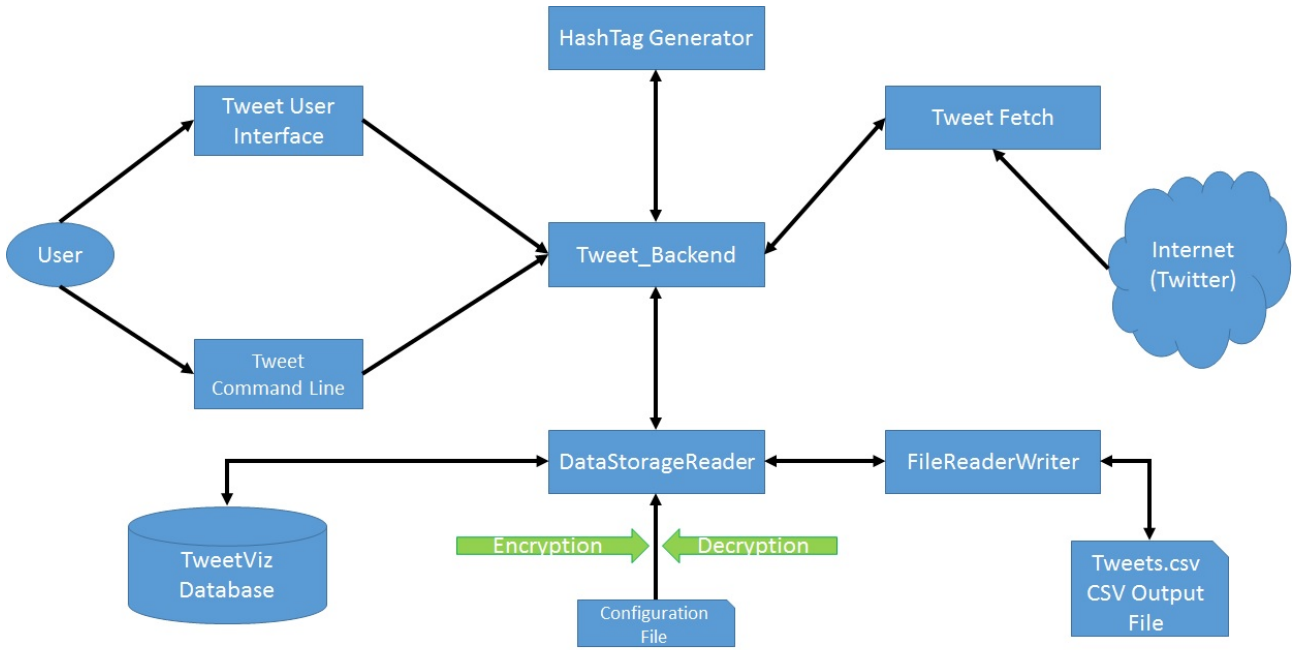 HashTag Generator
Tweet User
Interface
Tweet Fetch
User
Tweet_Backend
Internet
(Twitter)
Tweet
Command Line
DataStorageReader
FileReaderWriter
Encryption
Decryption
TweetViz
Database
Configuration
File
Tweets.csv
CSV Output
File